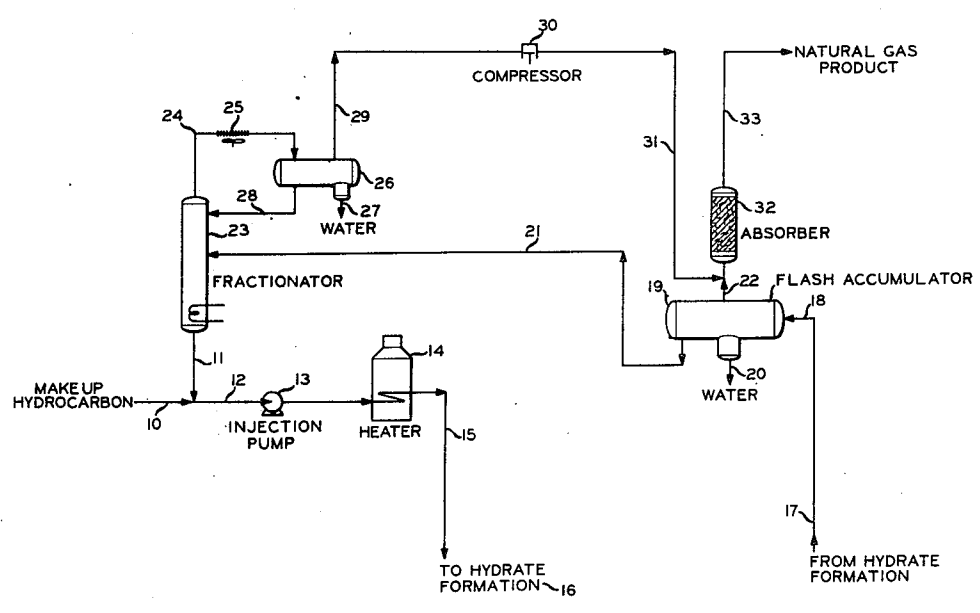 30
COMPRESSOR
NATURAL GAS
PRODUCT
24
25
29
33
31
26
28
27
WATER
32
ABSORBER
23
21
FRACTIONATOR
22
FLASH ACCUMULATOR
19
18
14
11
20
WATER
MAKEUP
HYDROCARBON
10
12
13
INJECTION
PUMP
HEATER
15
17
TO HYDRATE
FORMATION 16
FROM HYDRATE
FORMATION